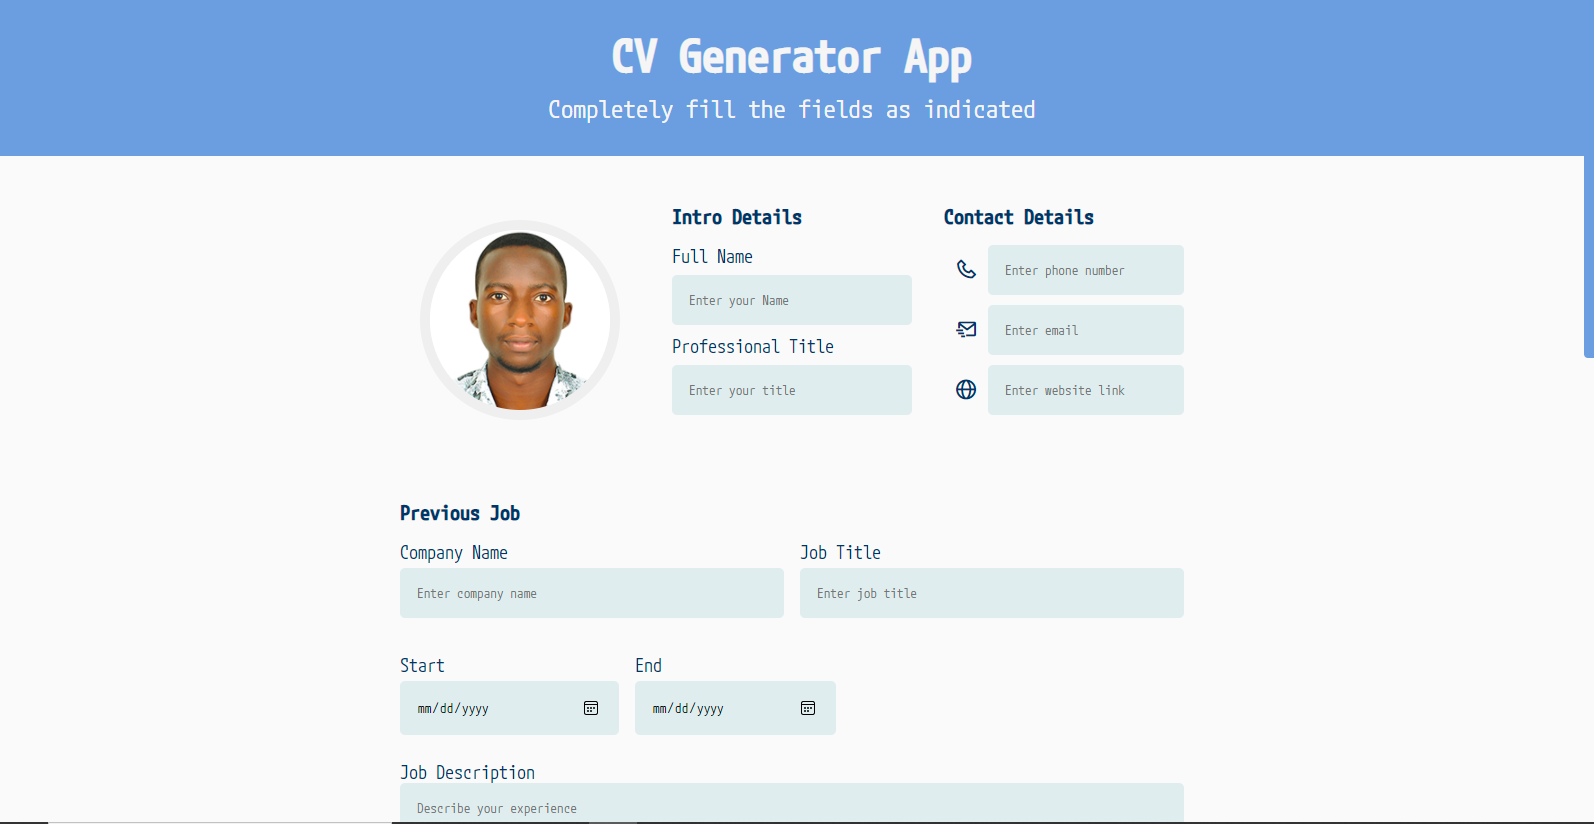 CV Generator App
Completely fill the fields as indicated
Intro Details
Full Name
Enter your Name
Professional Title
Enter your title
Contact Details
Enter phone number
Enter email
Enter website link
Previous Job
Company Name
Enter company name
Job Title
Enter job title
Start
mm/dd/yyyy
End
mm/dd/yyyy
Job Description
Describe your experience